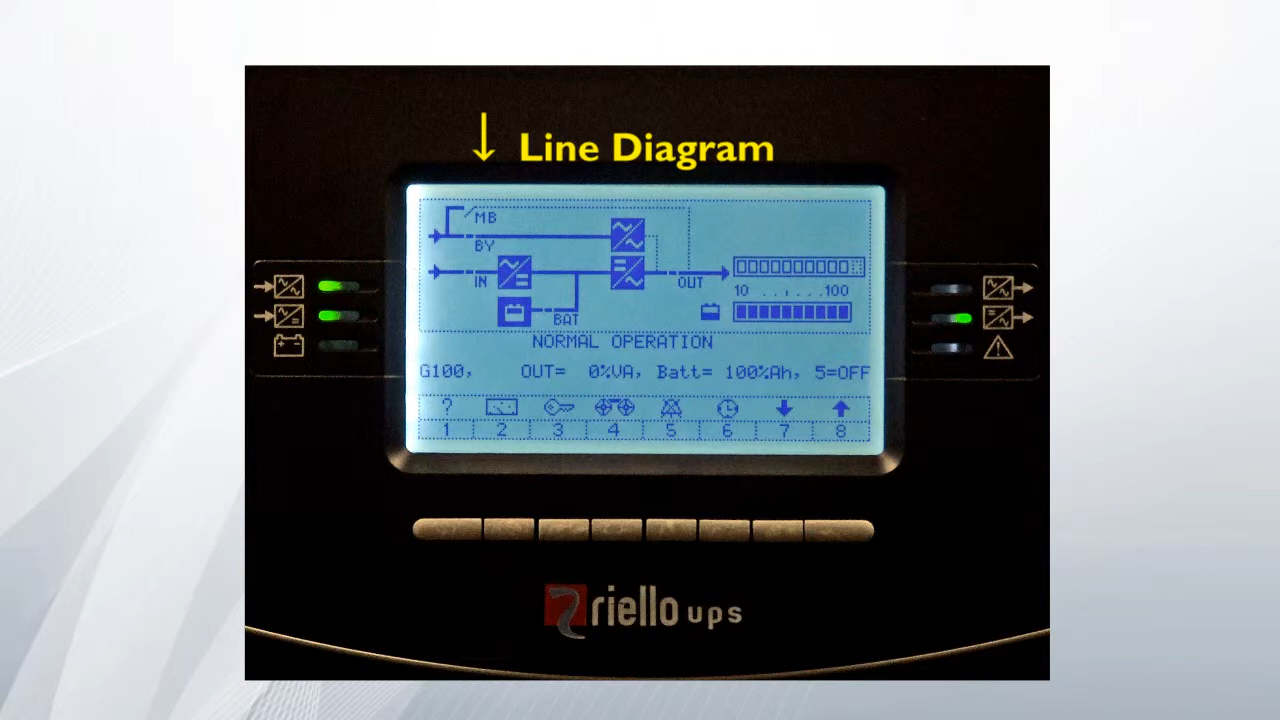 Line Diagram
MB
BY
IN
OUT
10 ..,...100
BAT
NORMAL OPERATION
G100, OUT= 0%VA, Batt= 100%Ah, 5=OFF
?
1 2 3 4 5 6 7 8
riello ups